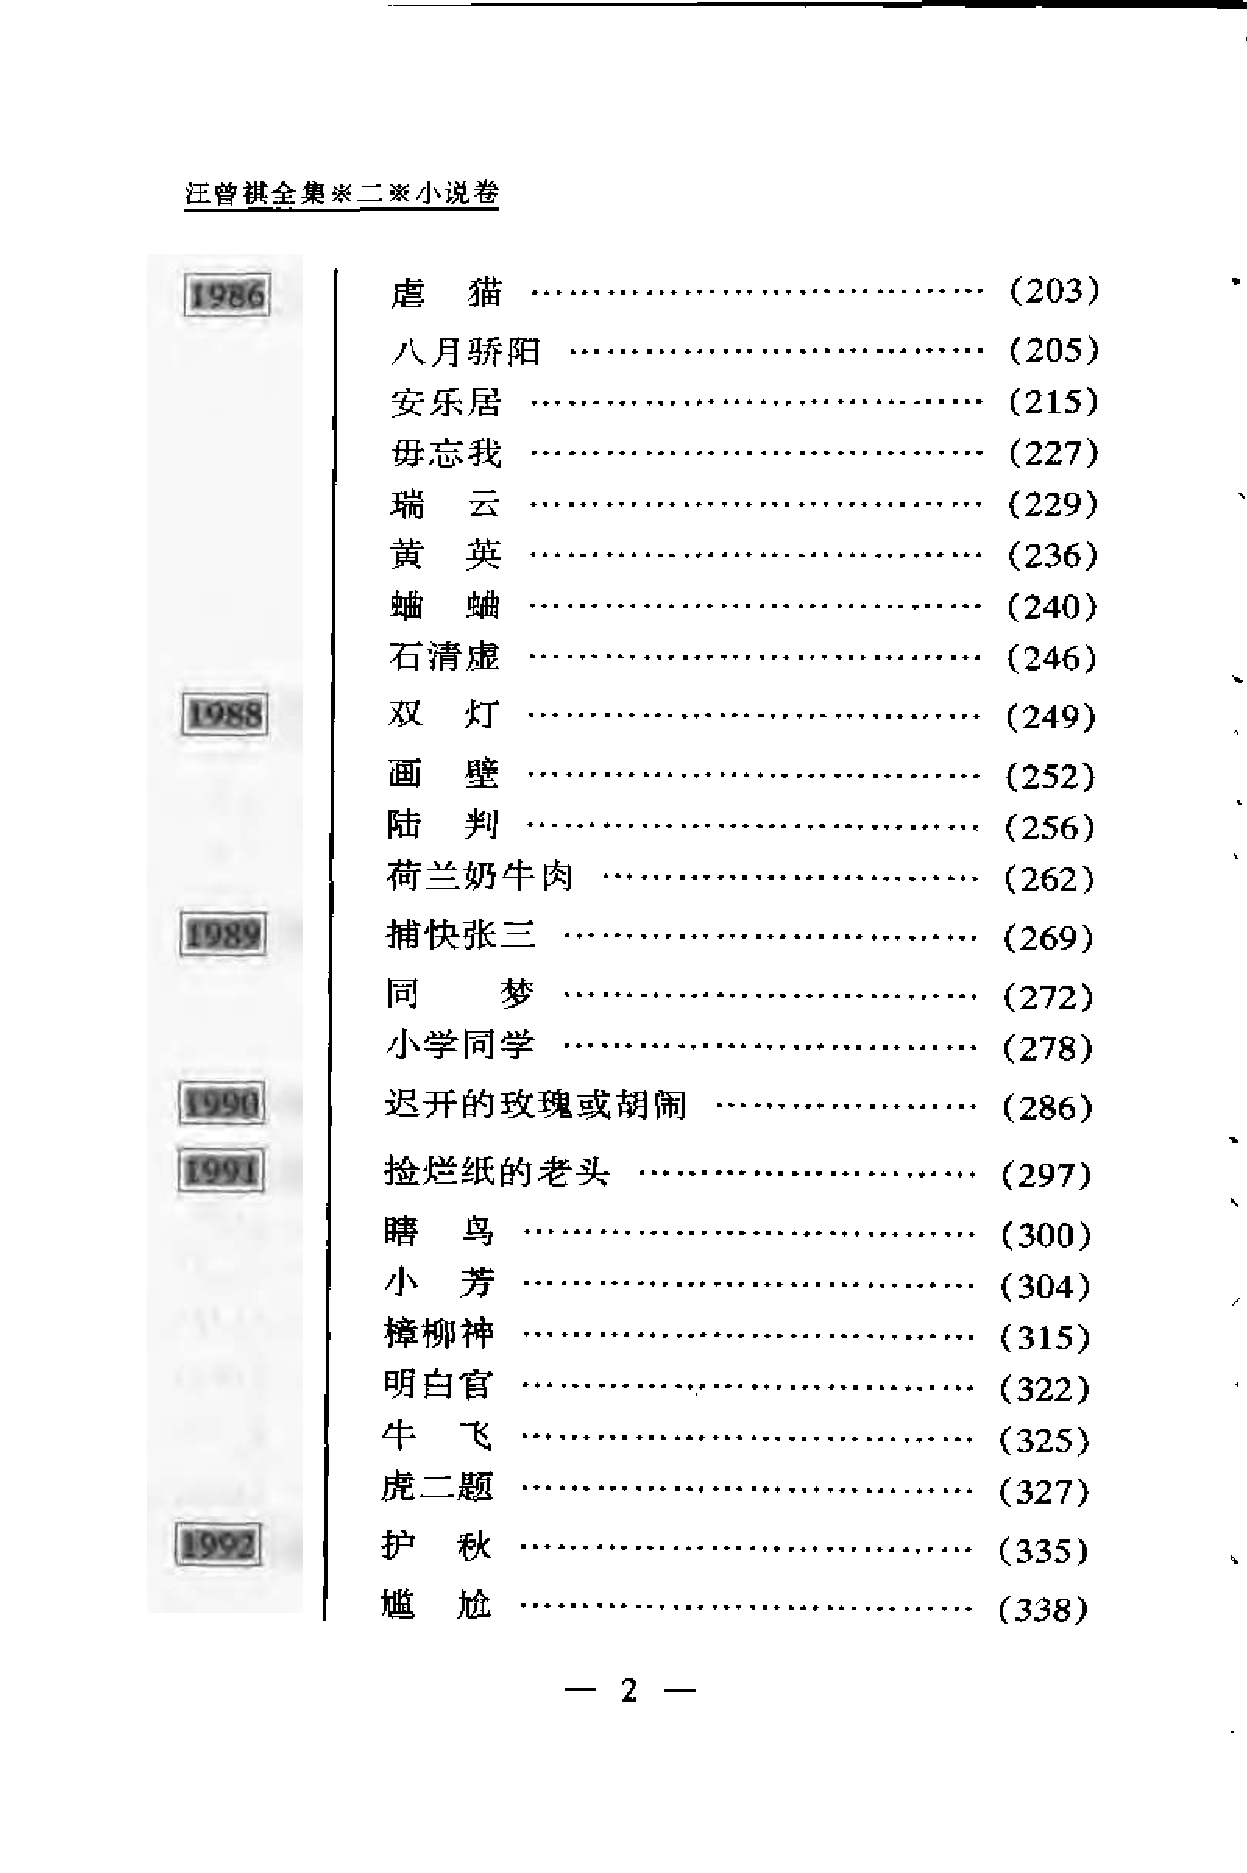 汪曾祺全集※二※小说卷
1986 虐 猫 ………………………………… (203)
八月骄阳 ……………………………… (205)
安乐居 ………………………………… (215)
毋忘我 ………………………………… (227)
瑞 云 ………………………………… (229)
黄 英 ………………………………… (236)
蛐 蛐 ………………………………… (240)
石清虚 ………………………………… (246)
1988 双 灯 ………………………………… (249)
画 壁 ………………………………… (252)
陆 判 ………………………………… (256)
荷兰奶牛肉 …………………………… (262)
1989 捕快张三 ……………………………… (269)
同 梦 ……………………………… (272)
小学同学 ……………………………… (278)
1990 迟开的玫瑰或胡闹 …………………… (286)
1991 捡烂纸的老头 ………………………… (297)
瞎 鸟 ………………………………… (300)
小 芳 ………………………………… (304)
樟柳神 ………………………………… (315)
明白官 ………………………………… (322)
牛 飞 ………………………………… (325)
虎二题 ………………………………… (327)
1992 护 秋 ………………………………… (335)
尴 尬 ………………………………… (338)
— 2 —